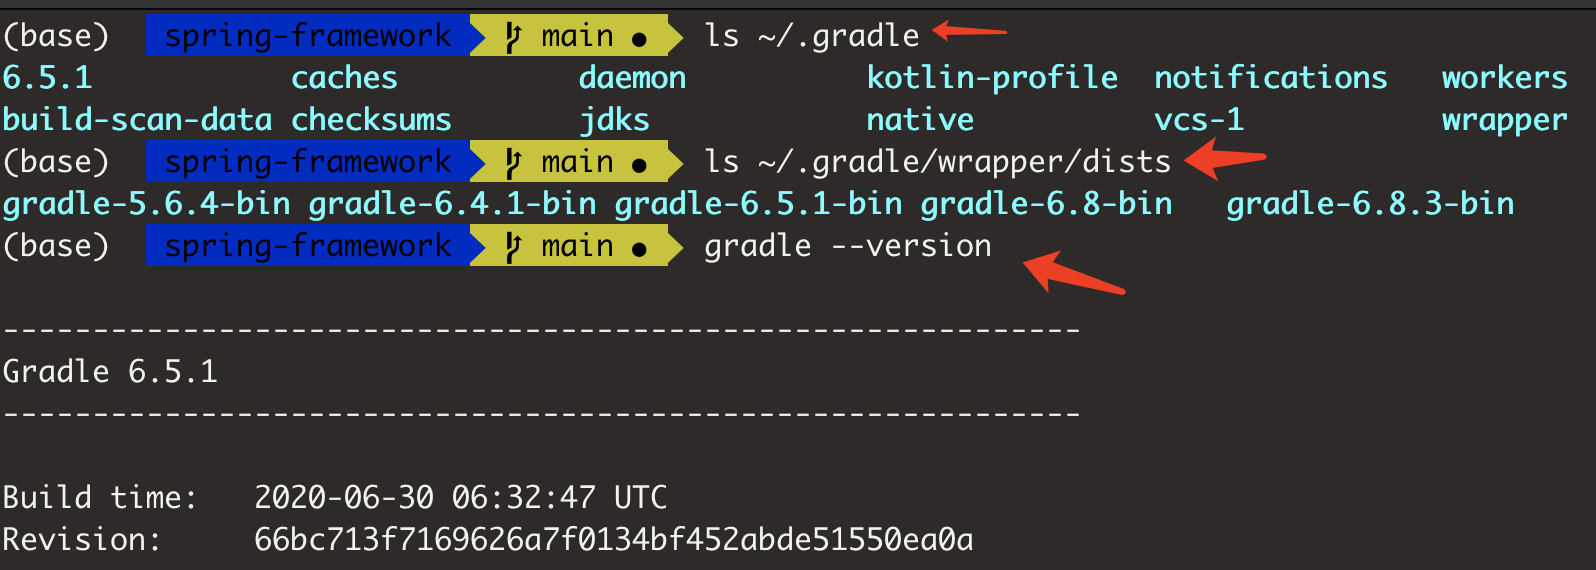 (base) spring-framework main ● ls ~/.gradle
6.5.1 caches daemon kotlin-profile notifications workers
build-scan-data checksums jdks native vcs-1 wrapper
(base) spring-framework main ● ls ~/.gradle/wrapper/dists
gradle-5.6.4-bin gradle-6.4.1-bin gradle-6.5.1-bin gradle-6.8-bin gradle-6.8.3-bin
(base) spring-framework main ● gradle --version
------------------------------------------------------------
Gradle 6.5.1
------------------------------------------------------------
Build time: 2020-06-30 06:32:47 UTC
Revision: 66bc713f7169626a7f0134bf452abde51550ea0a